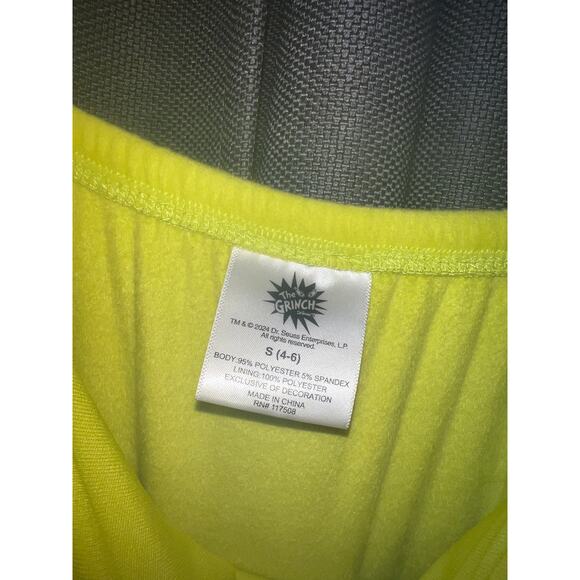 The
GRINCH
TM & © 2024 Dr. Seuss Enterprises, L.P.
All rights reserved.
S (4-6)
BODY:95% POLYESTER 5% SPANDEX
LINING:100% POLYESTER
EXCLUSIVE OF DECORATION
MADE IN CHINA
RN# 117508